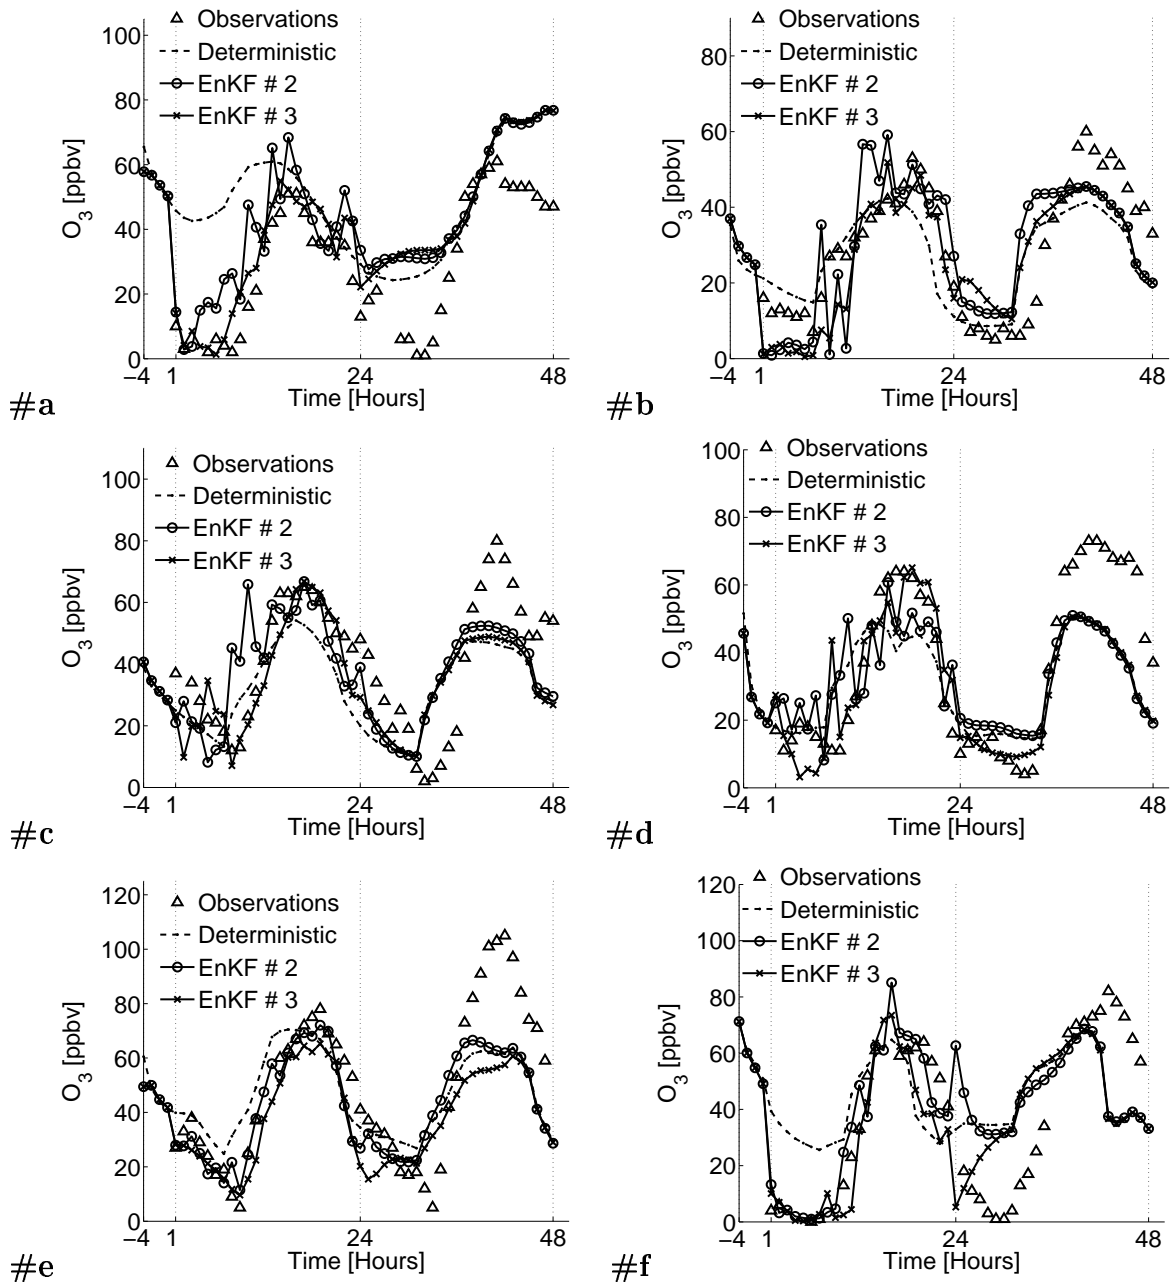 Observations
Deterministic
EnKF # 2
EnKF # 3
100
80
60
40
20
0
O3 [ppbv]
−4 1 24 48
Time [Hours]
#a
Observations
Deterministic
EnKF # 2
EnKF # 3
80
60
40
20
0
O3 [ppbv]
−4 1 24 48
Time [Hours]
#b
Observations
Deterministic
EnKF # 2
EnKF # 3
100
80
60
40
20
0
O3 [ppbv]
−4 1 24 48
Time [Hours]
#c
Observations
Deterministic
EnKF # 2
EnKF # 3
100
80
60
40
20
0
O3 [ppbv]
−4 1 24 48
Time [Hours]
#d
Observations
Deterministic
EnKF # 2
EnKF # 3
120
100
80
60
40
20
0
O3 [ppbv]
−4 1 24 48
Time [Hours]
#e
Observations
Deterministic
EnKF # 2
EnKF # 3
120
100
80
60
40
20
0
O3 [ppbv]
−4 1 24 48
Time [Hours]
#f